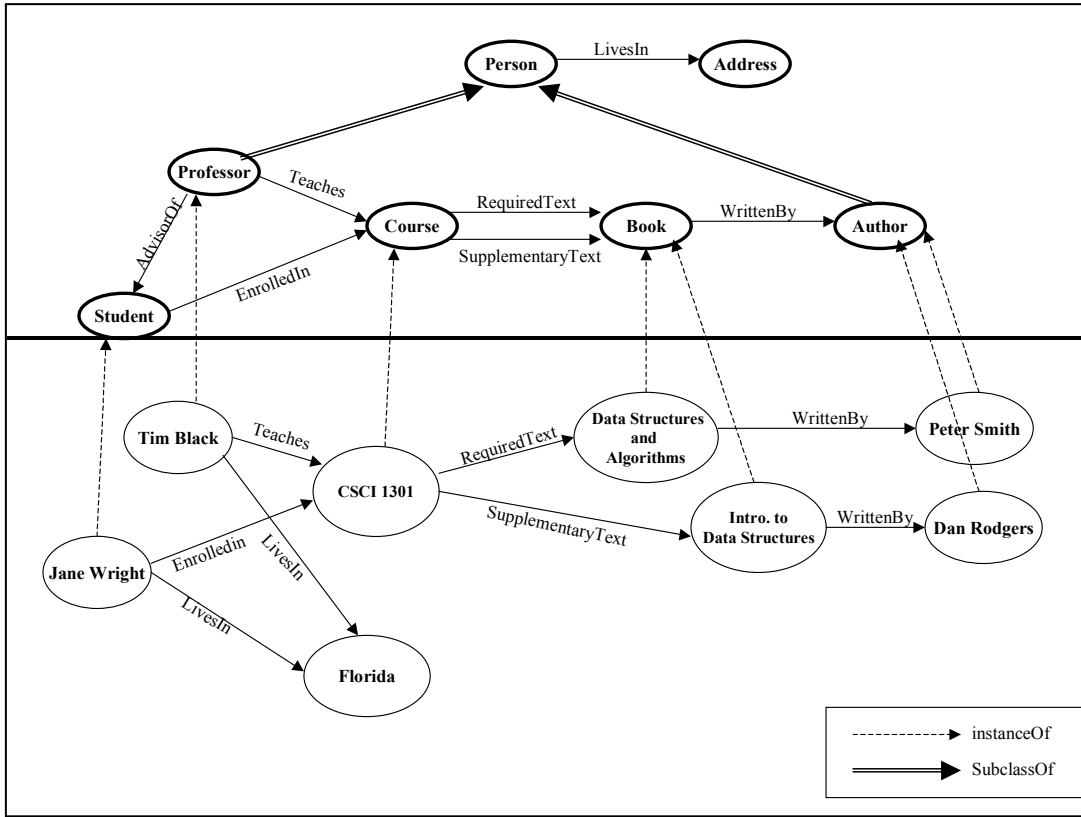 LivesIn
Person
Address
Professor
Teaches
RequiredText
WrittenBy
Course
Book
Author
AdvisorOf
SupplementaryText
EnrolledIn
Student
Data Structures
and
Algorithms
WrittenBy
Peter Smith
Tim Black
Teaches
RequiredText
CSCI 1301
SupplementaryText
Intro. to
Data Structures
WrittenBy
Dan Rodgers
Enrolledin
LivesIn
Jane Wright
LivesIn
Florida
instanceOf
SubclassOf